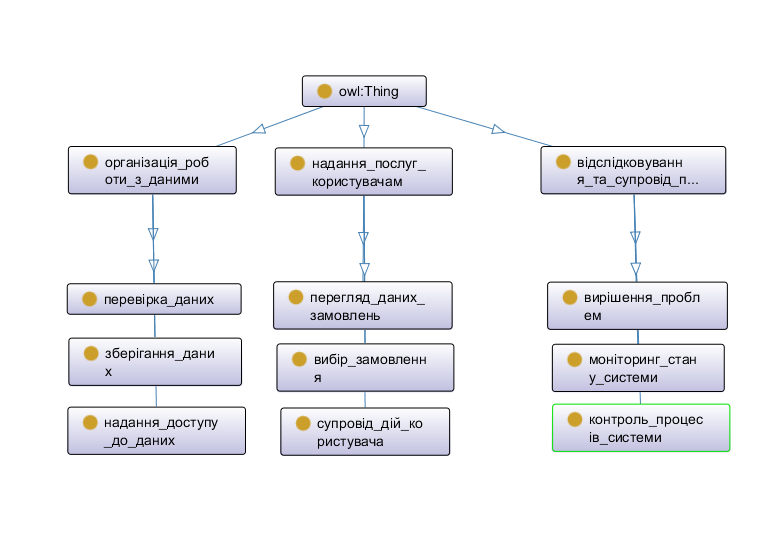 owl:Thing
організація_роб
оти_з_даними
надання_послуг_
користувачам
відслідковуванн
я_та_супровід_п...
перевірка_даних
перегляд_даних_
замовлень
вирішення_пробл
ем
зберігання_дани
х
вибір_замовленн
я
моніторинг_стан
у_системи
надання_доступу
_до_даних
супровід_дій_ко
ристувача
контроль_процес
ів_системи